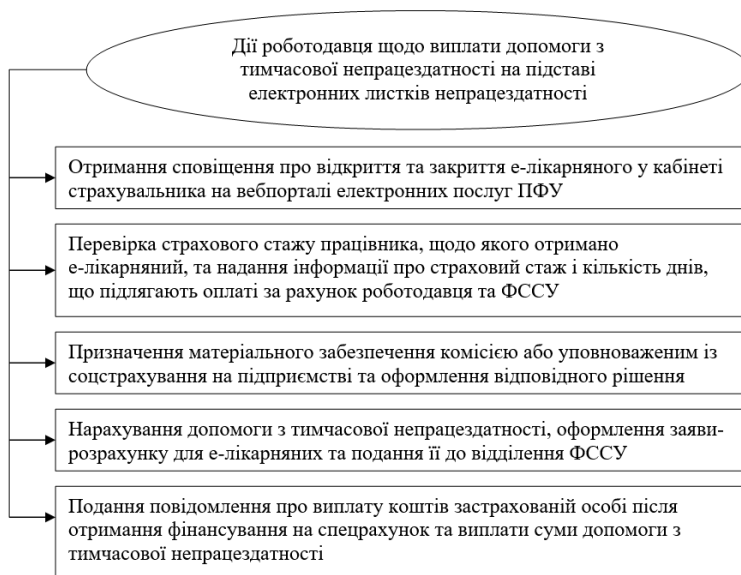 Дії роботодавця щодо виплати допомоги з
тимчасової непрацездатності на підставі
електронних листків непрацездатності
Отримання сповіщення про відкриття та закриття е-лікарняного у кабінеті
страхувальника на вебпорталі електронних послуг ПФУ
Перевірка страхового стажу працівника, щодо якого отримано
е-лікарняний, та надання інформації про страховий стаж і кількість днів,
що підлягають оплаті за рахунок роботодавця та ФССУ
Призначення матеріального забезпечення комісією або уповноваженим із
соцстрахування на підприємстві та оформлення відповідного рішення
Нарахування допомоги з тимчасової непрацездатності, оформлення заяви-
розрахунку для е-лікарняних та подання її до відділення ФССУ
Подання повідомлення про виплату коштів застрахованій особі після
отримання фінансування на спецрахунок та виплати суми допомоги з
тимчасової непрацездатності